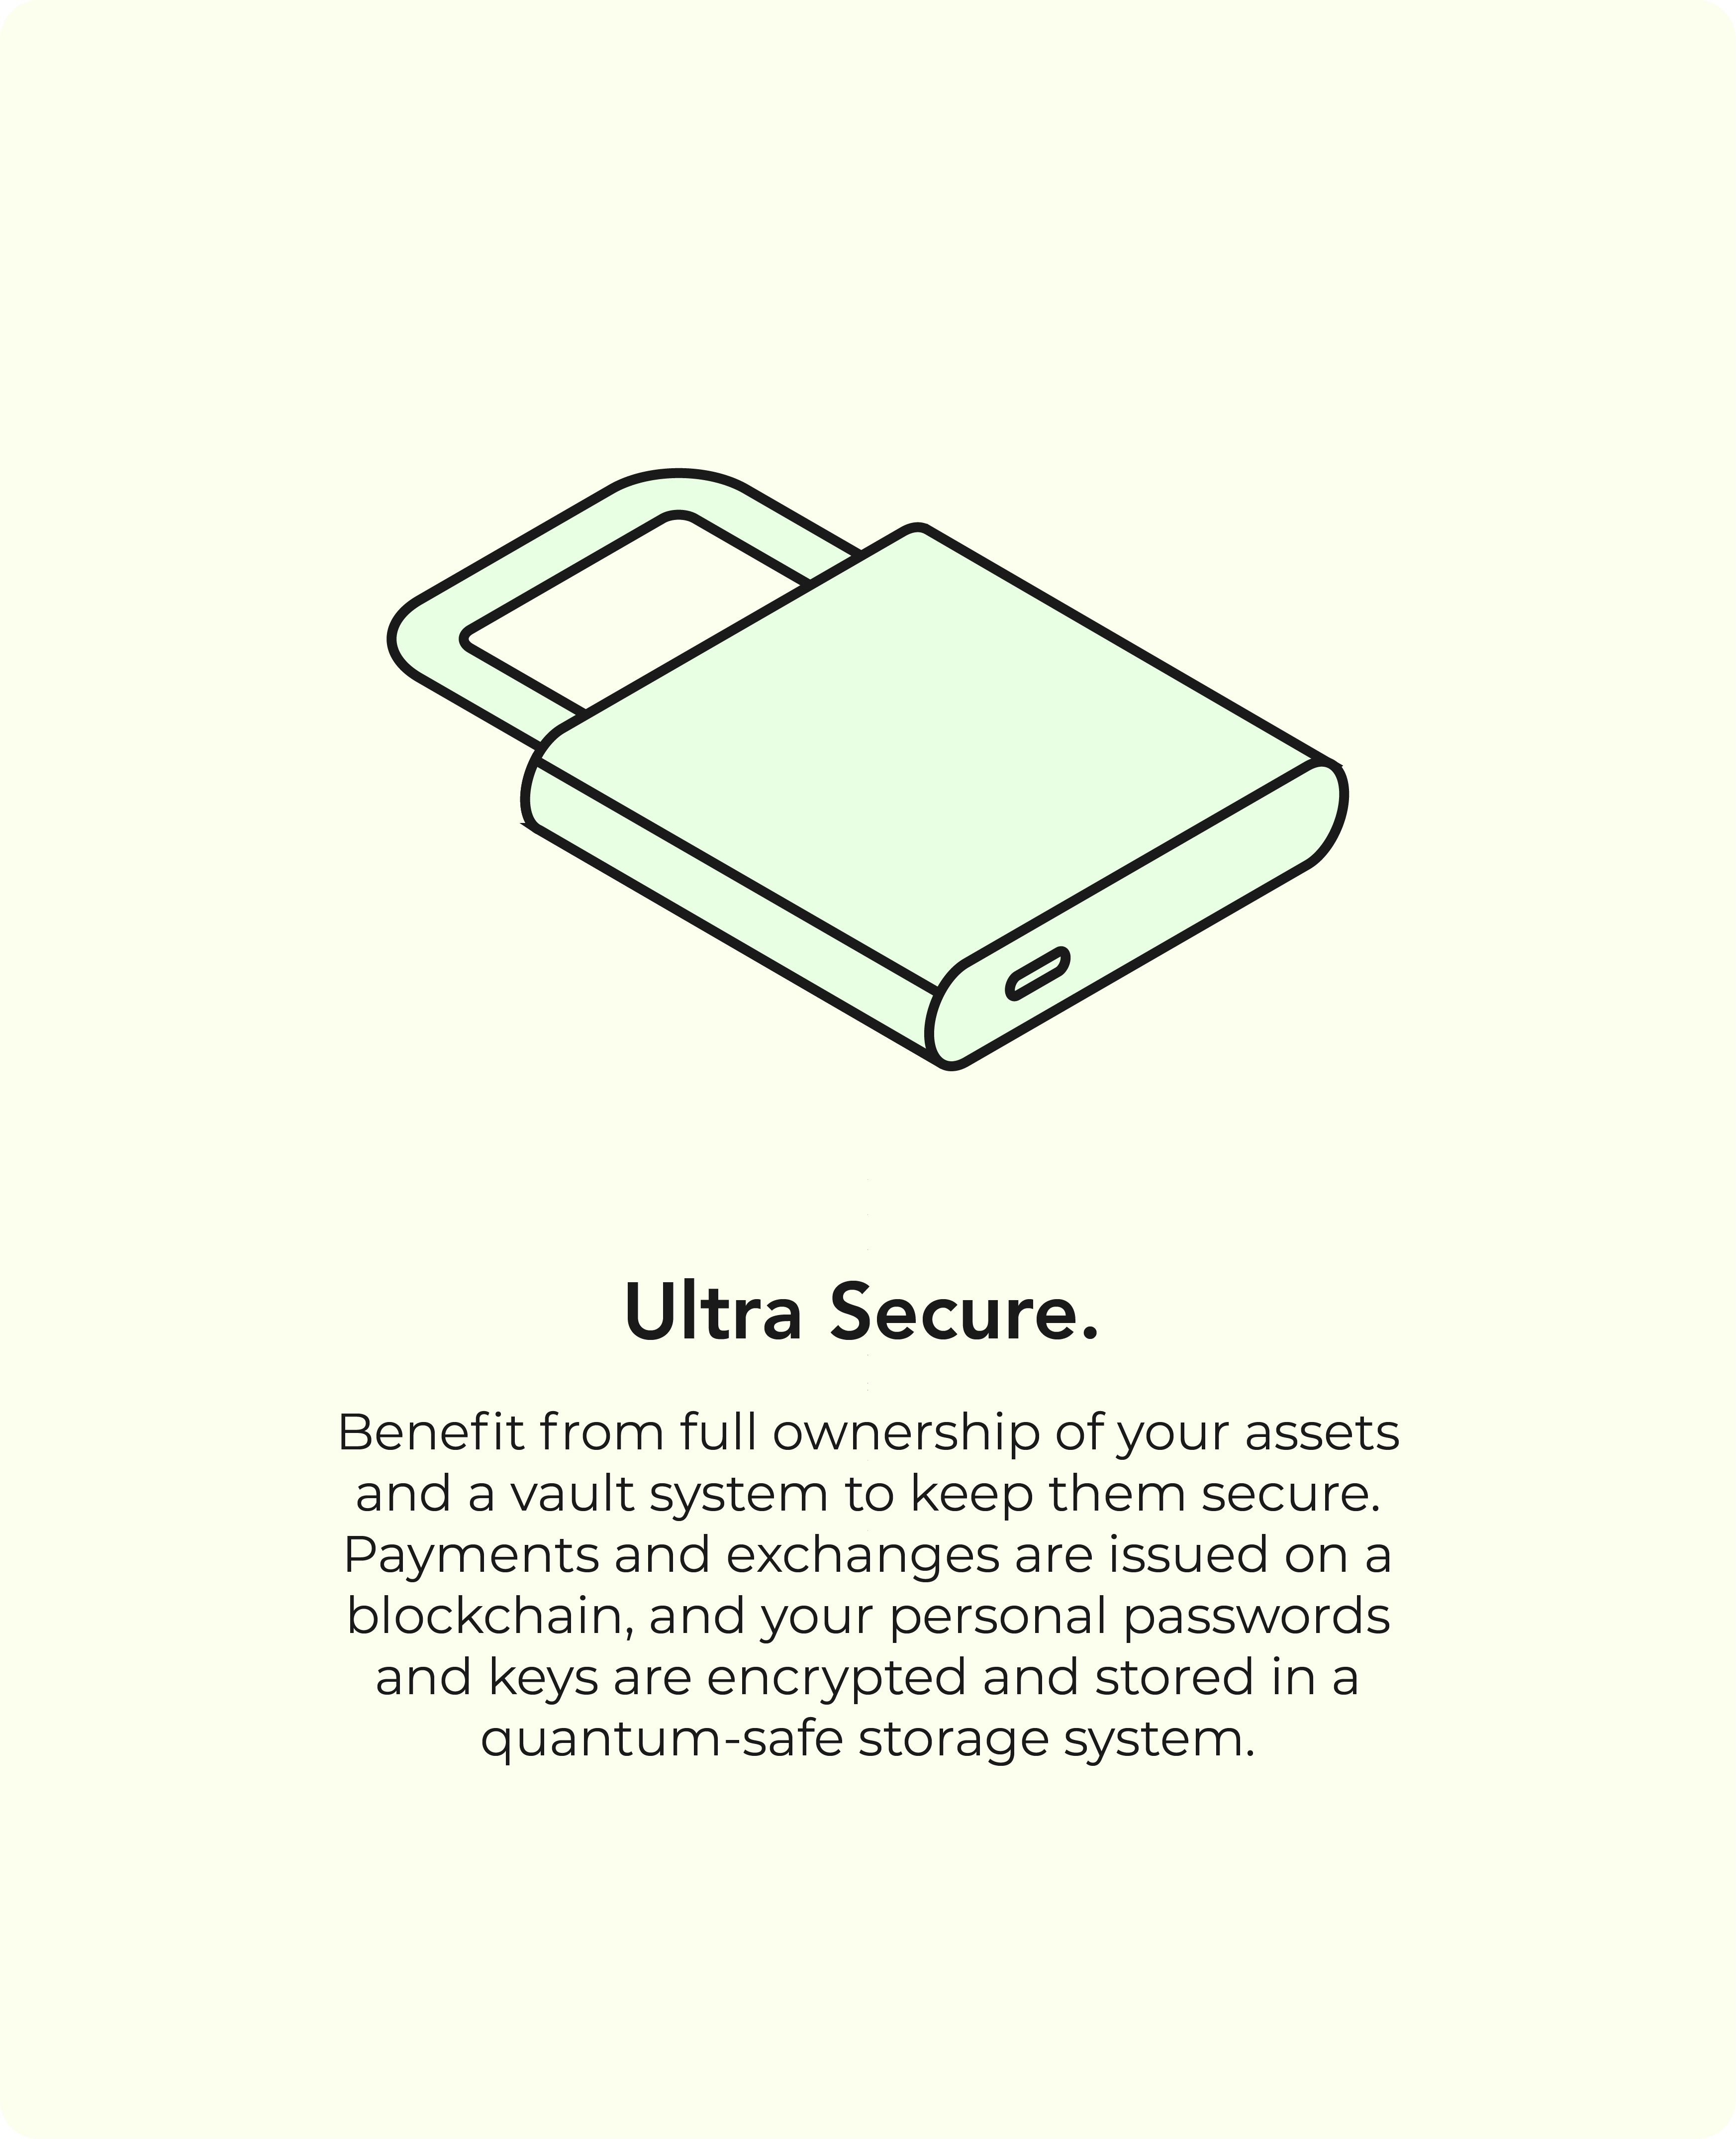 Ultra Secure.
Benefit from full ownership of your assets
and a vault system to keep them secure.
Payments and exchanges are issued on a
blockchain, and your personal passwords
and keys are encrypted and stored in a
quantum-safe storage system.